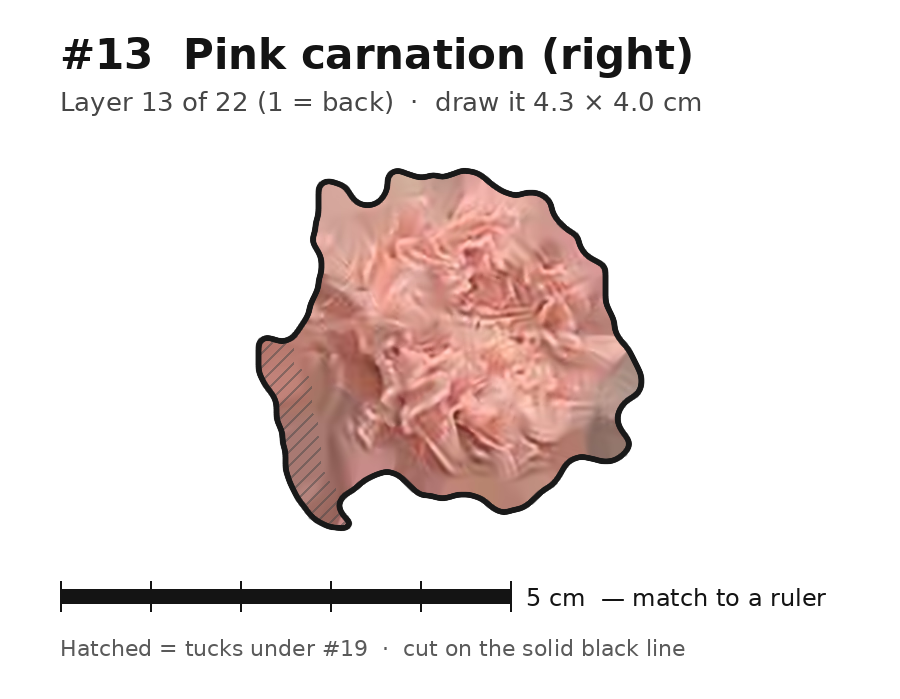 #13 Pink carnation (right)
Layer 13 of 22 (1 = back) · draw it 4.3 × 4.0 cm
5 cm — match to a ruler
Hatched = tucks under #19 · cut on the solid black line